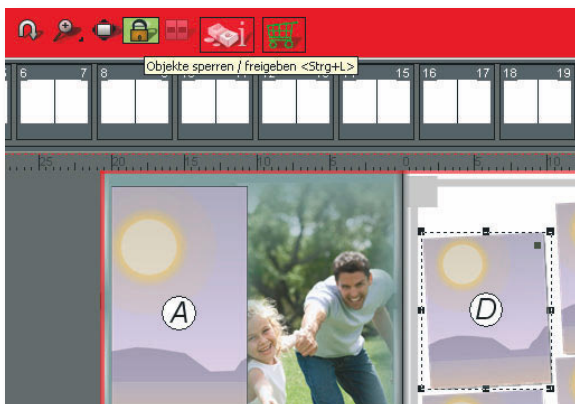 i
Objekte sperren / freigeben <Strg+L>
6 7 8 15 16 17 18 19
25 20 10 5 0 5 10
A
D